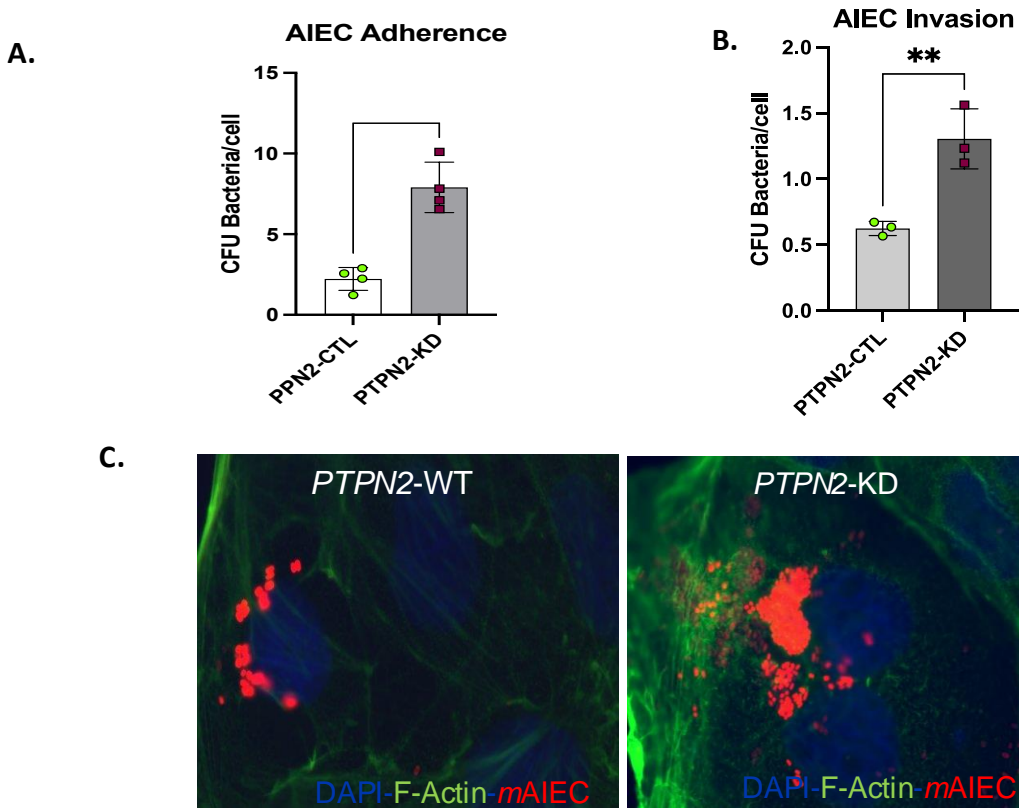 A.
AIEC Adherence
CFU Bacteria/cell
15
10
5
0
PPN2-CTL
PTPN2-KD
B.
AIEC Invasion
**
CFU Bacteria/cell
2.0
1.5
1.0
0.5
0.0
PTPN2-CTL
PTPN2-KD
C.
PTPN2-WT
DAPI-F-Actin-mAIEC
PTPN2-KD
DAPI-F-Actin-mAIEC